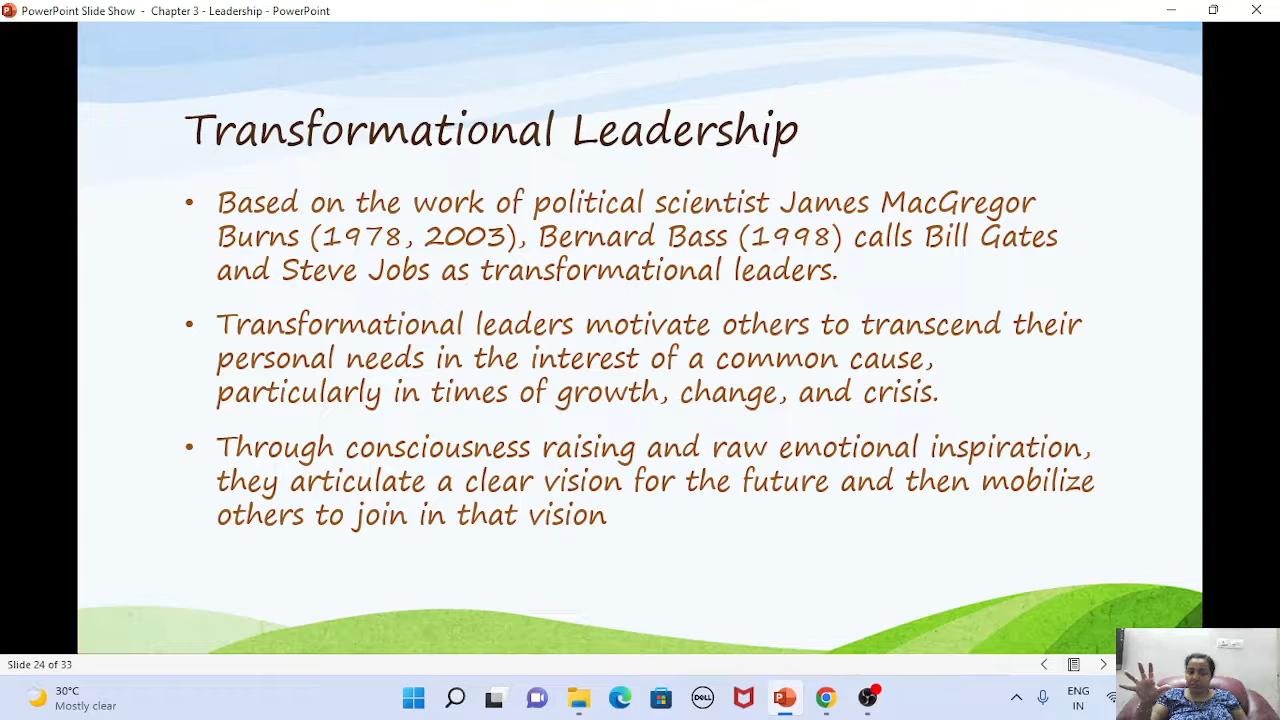 PowerPoint Slide Show - Chapter 3 - Leadership - PowerPoint
Transformational Leadership
• Based on the work of political scientist James MacGregor
Burns (1978, 2003), Bernard Bass (1998) calls Bill Gates
and Steve Jobs as transformational leaders.
• Transformational leaders motivate others to transcend their
personal needs in the interest of a common cause,
particularly in times of growth, change, and crisis.
• Through consciousness raising and raw emotional inspiration,
they articulate a clear vision for the future and then mobilize
others to join in that vision
Slide 24 of 33
30°C
Mostly clear
DELL
ENG
IN